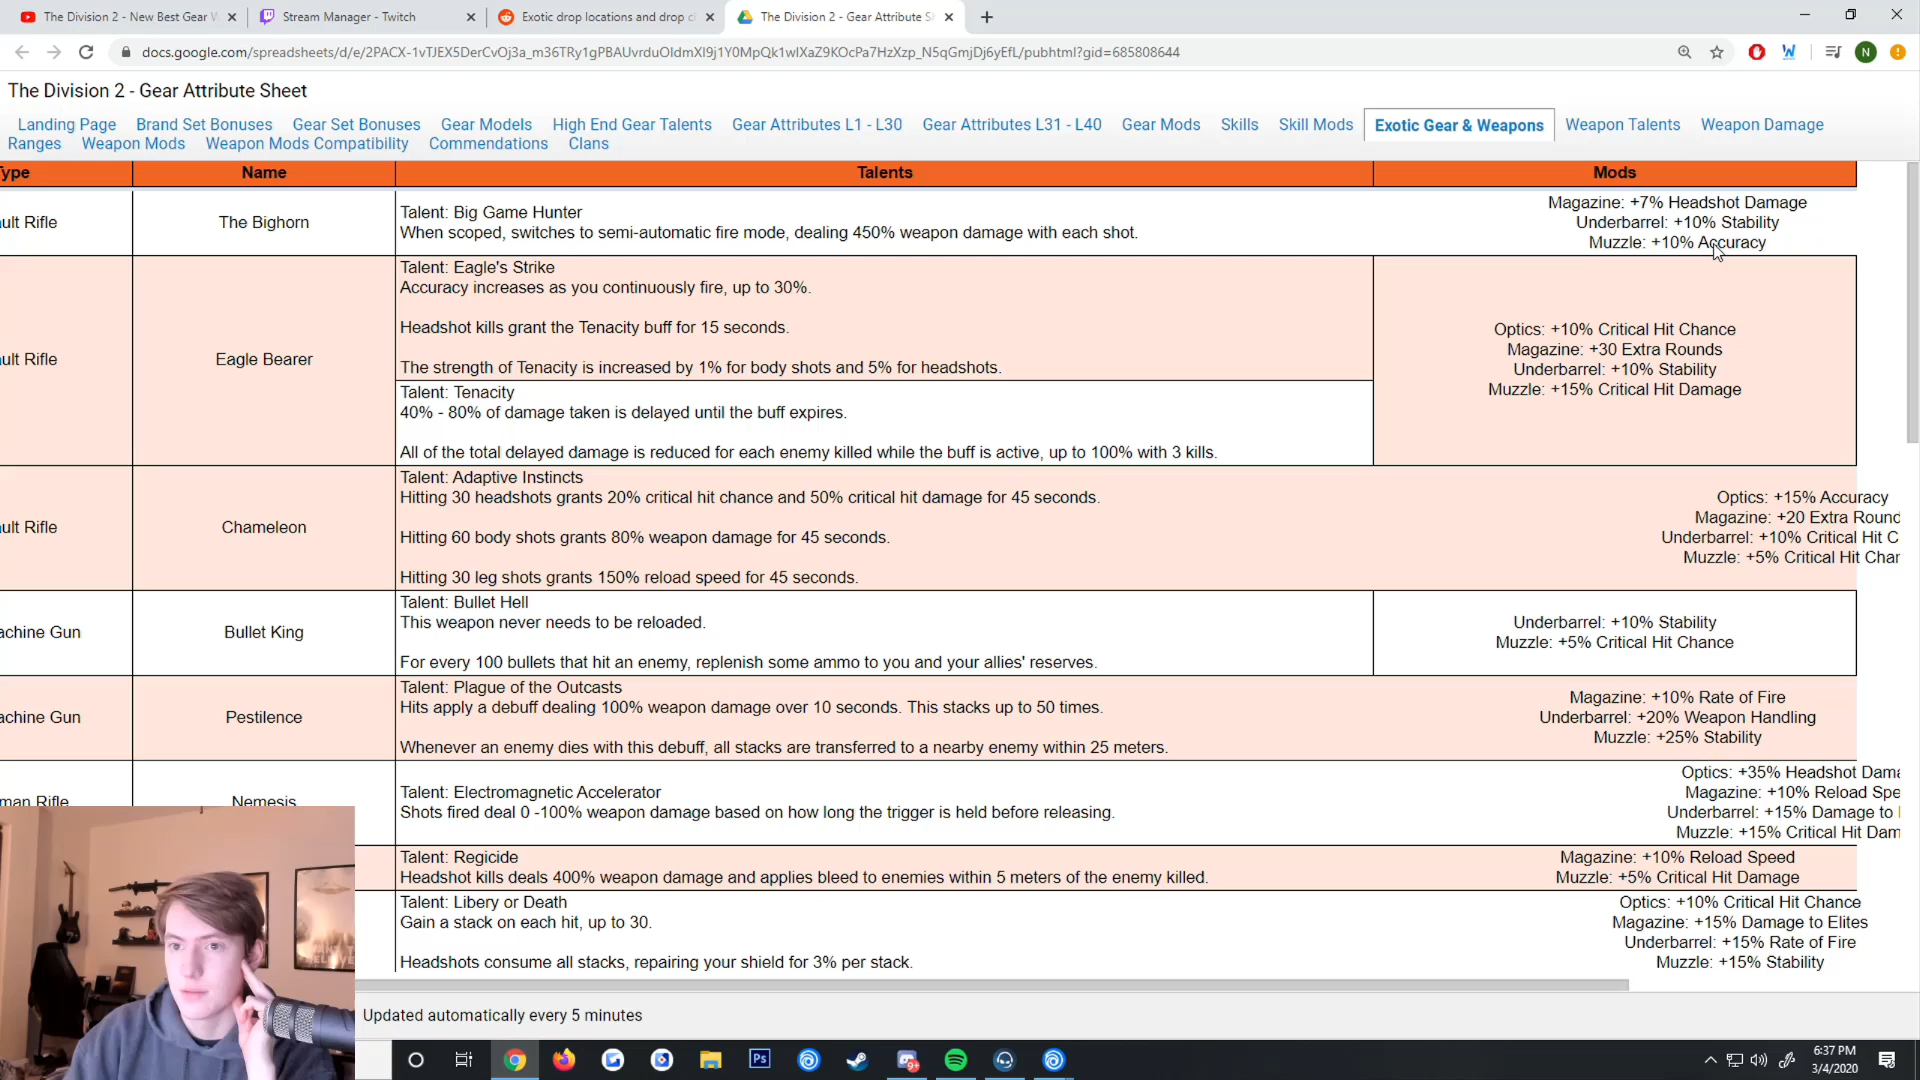 The Division 2 - New Best Gear
Stream Manager - Twitch
Exotic drop locations and drop
The Division 2 - Gear Attribute S
docs.google.com/spreadsheets/d/e/2PACX-1vTJEX5DerCvOj3a_m36TRy1gPBAUvrduOIdmXI9j1Y0MpQk1wIXaZ9KOcPa7HzXzp_N5qGmjDj6yEfL/pubhtml?gid=685808644
The Division 2 - Gear Attribute Sheet
Landing Page Brand Set Bonuses Gear Set Bonuses Gear Models High End Gear Talents Gear Attributes L1 - L30 Gear Attributes L31 - L40 Gear Mods Skills Skill Mods Exotic Gear & Weapons Weapon Talents Weapon Damage
Ranges Weapon Mods Weapon Mods Compatibility Commendations Clans
ype Name Talents Mods
ult Rifle
The Bighorn
Talent: Big Game Hunter
When scoped, switches to semi-automatic fire mode, dealing 450% weapon damage with each shot.
Magazine: +7% Headshot Damage
Underbarrel: +10% Stability
Muzzle: +10% Accuracy
ult Rifle
Eagle Bearer
Talent: Eagle's Strike
Accuracy increases as you continuously fire, up to 30%.
Headshot kills grant the Tenacity buff for 15 seconds.
The strength of Tenacity is increased by 1% for body shots and 5% for headshots.
Talent: Tenacity
40% - 80% of damage taken is delayed until the buff expires.
All of the total delayed damage is reduced for each enemy killed while the buff is active, up to 100% with 3 kills.
Optics: +10% Critical Hit Chance
Magazine: +30 Extra Rounds
Underbarrel: +10% Stability
Muzzle: +15% Critical Hit Damage
ult Rifle
Chameleon
Talent: Adaptive Instincts
Hitting 30 headshots grants 20% critical hit chance and 50% critical hit damage for 45 seconds.
Hitting 60 body shots grants 80% weapon damage for 45 seconds.
Hitting 30 leg shots grants 150% reload speed for 45 seconds.
Optics: +15% Accuracy
Magazine: +20 Extra Round
Underbarrel: +10% Critical Hit C
Muzzle: +5% Critical Hit Char
achine Gun
Bullet King
Talent: Bullet Hell
This weapon never needs to be reloaded.
For every 100 bullets that hit an enemy, replenish some ammo to you and your allies' reserves.
Underbarrel: +10% Stability
Muzzle: +5% Critical Hit Chance
achine Gun
Pestilence
Talent: Plague of the Outcasts
Hits apply a debuff dealing 100% weapon damage over 10 seconds. This stacks up to 50 times.
Whenever an enemy dies with this debuff, all stacks are transferred to a nearby enemy within 25 meters.
Magazine: +10% Rate of Fire
Underbarrel: +20% Weapon Handling
Muzzle: +25% Stability
man Rifle
Nemesis
Talent: Electromagnetic Accelerator
Shots fired deal 0 -100% weapon damage based on how long the trigger is held before releasing.
Optics: +35% Headshot Dama
Magazine: +10% Reload Spe
Underbarrel: +15% Damage to
Muzzle: +15% Critical Hit Dam
Talent: Regicide
Headshot kills deals 400% weapon damage and applies bleed to enemies within 5 meters of the enemy killed.
Magazine: +10% Reload Speed
Muzzle: +5% Critical Hit Damage
Talent: Libery or Death
Gain a stack on each hit, up to 30.
Headshots consume all stacks, repairing your shield for 3% per stack.
Optics: +10% Critical Hit Chance
Magazine: +15% Damage to Elites
Underbarrel: +15% Rate of Fire
Muzzle: +15% Stability
Updated automatically every 5 minutes
6:37 PM
3/4/2020